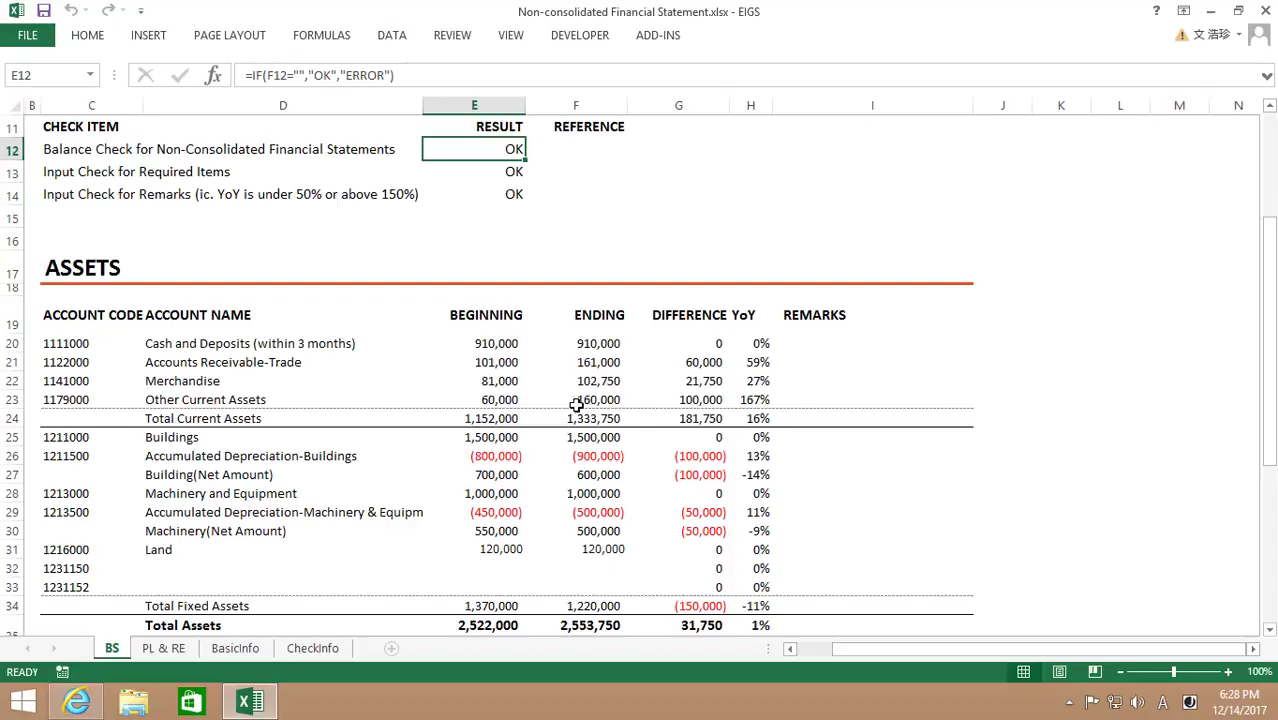 Non-consolidated Financial Statement.xlsx - EIGS
FILE HOME INSERT PAGE LAYOUT FORMULAS DATA REVIEW VIEW DEVELOPER ADD-INS 文 浩珍
E12 fx =IF(F12="","OK","ERROR")
B C D E F G H I J K L M N
11 CHECK ITEM RESULT REFERENCE
12 Balance Check for Non-Consolidated Financial Statements OK
13 Input Check for Required Items OK
14 Input Check for Remarks (ic. YoY is under 50% or above 150%) OK
15
16
17 ASSETS
18
19 ACCOUNT CODE ACCOUNT NAME BEGINNING ENDING DIFFERENCE YoY REMARKS
20 1111000 Cash and Deposits (within 3 months) 910,000 910,000 0 0%
21 1122000 Accounts Receivable-Trade 101,000 161,000 60,000 59%
22 1141000 Merchandise 81,000 102,750 21,750 27%
23 1179000 Other Current Assets 60,000 160,000 100,000 167%
24 Total Current Assets 1,152,000 1,333,750 181,750 16%
25 1211000 Buildings 1,500,000 1,500,000 0 0%
26 1211500 Accumulated Depreciation-Buildings (800,000) (900,000) (100,000) 13%
27 Building(Net Amount) 700,000 600,000 (100,000) -14%
28 1213000 Machinery and Equipment 1,000,000 1,000,000 0 0%
29 1213500 Accumulated Depreciation-Machinery & Equipm (450,000) (500,000) (50,000) 11%
30 Machinery(Net Amount) 550,000 500,000 (50,000) -9%
31 1216000 Land 120,000 120,000 0 0%
32 1231150 0 0%
33 1231152 0 0%
34 Total Fixed Assets 1,370,000 1,220,000 (150,000) -11%
Total Assets 2,522,000 2,553,750 31,750 1%
BS PL & RE BasicInfo CheckInfo
READY 100%
A 6:28 PM
12/14/2017